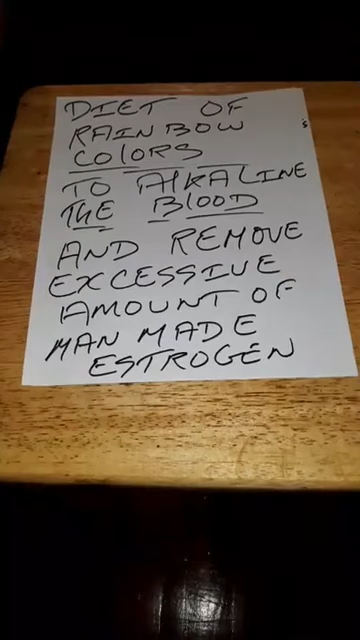 DIET OF
RAINBOW
COLORS
TO ALKALINE
THE BLOOD
AND REMOVE
EXCESSIVE
AMOUNT OF
MAN MADE
ESTROGEN